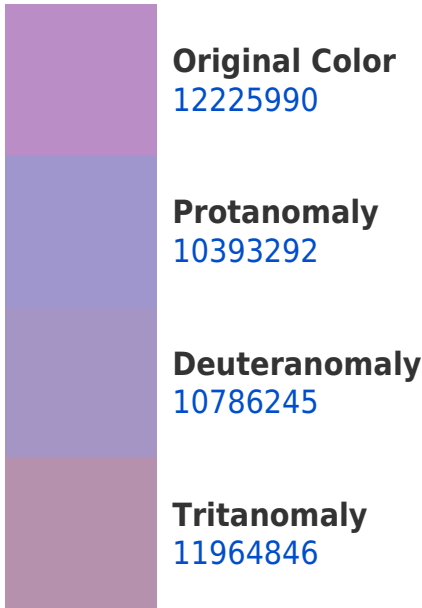 Original Color
12225990
Protanomaly
10393292
Deuteranomaly
10786245
Tritanomaly
11964846